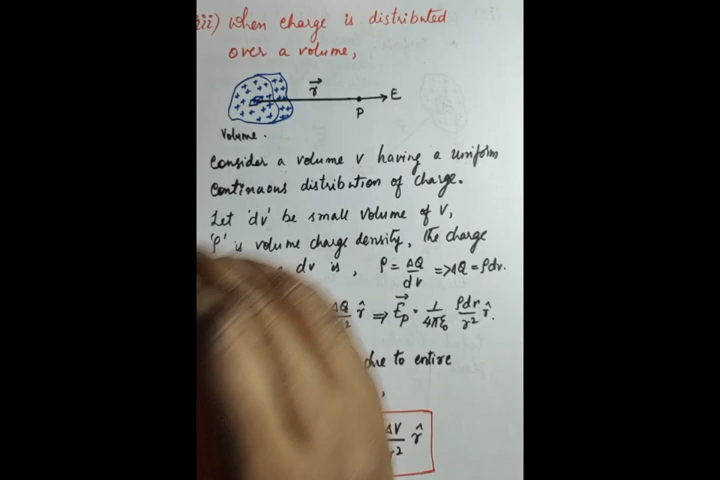 iii) When charge is distributed
over a volume,
r⃗
E
P
Volume.
Consider a volume V having a uniform
continuous distribution of charge.
Let 'dv' be small volume of V,
'ρ' is volume charge density, the charge
dv is, ρ = ΔQ/dv => ΔQ = ρdv.
r̂ ⇒ E⃗p = 1/4πε₀ ρdv/r² r̂.
due to entire
,
ΔV r̂